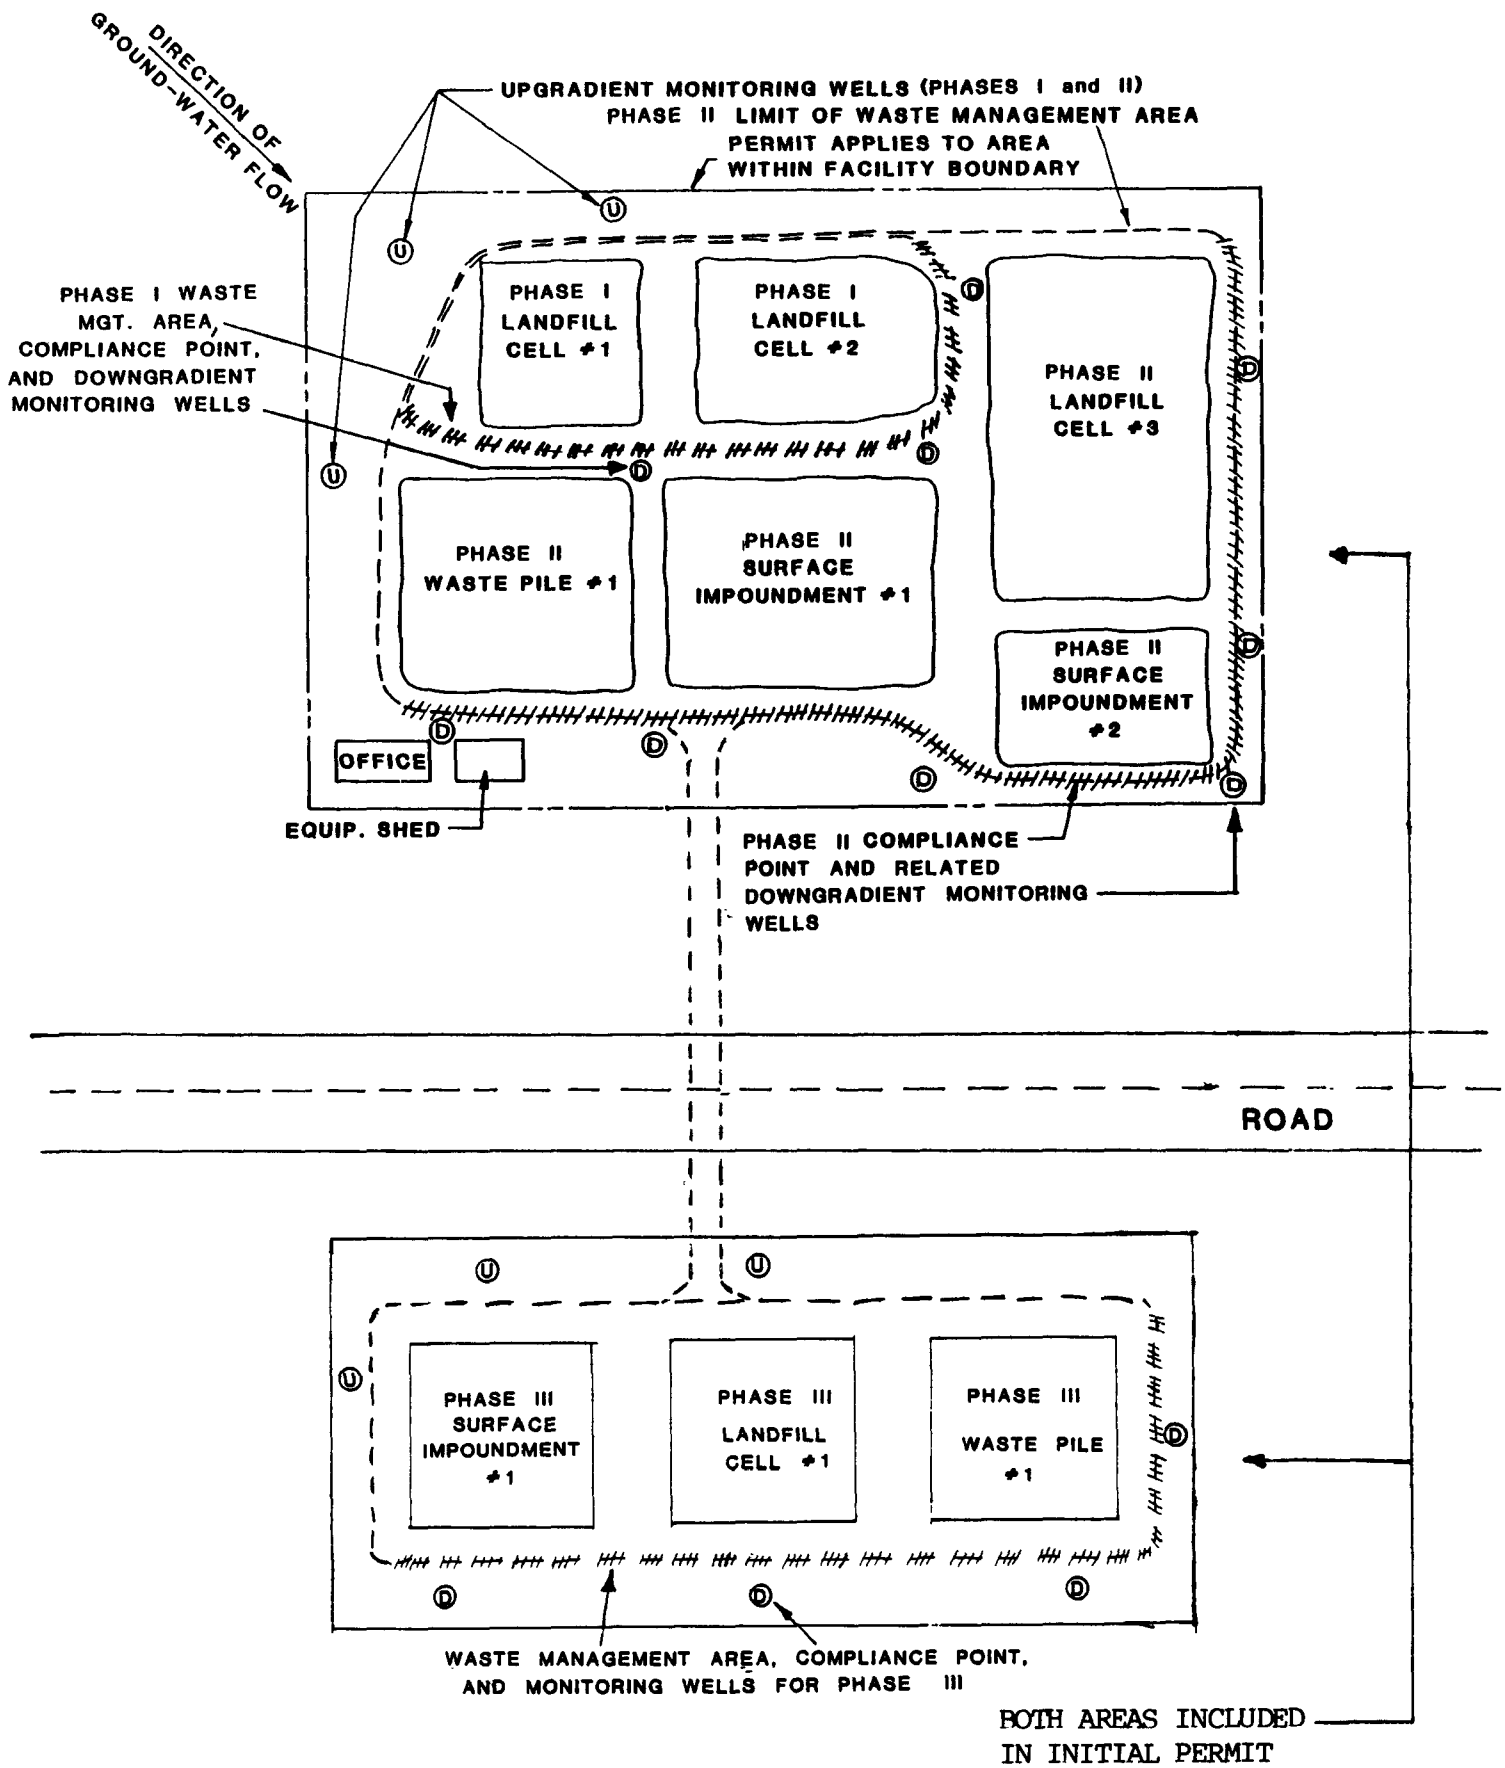 DIRECTION OF
GROUND-WATER FLOW
UPGRADIENT MONITORING WELLS (PHASES I and II)
PHASE II LIMIT OF WASTE MANAGEMENT AREA
PERMIT APPLIES TO AREA
WITHIN FACILITY BOUNDARY
U
U
U
PHASE I WASTE
MGT. AREA,
COMPLIANCE POINT,
AND DOWNGRADIENT
MONITORING WELLS
PHASE I
LANDFILL
CELL #1
PHASE I
LANDFILL
CELL #2
D
D
D
PHASE II
LANDFILL
CELL #3
D
D
PHASE II
WASTE PILE #1
PHASE II
SURFACE
IMPOUNDMENT #1
PHASE II
SURFACE
IMPOUNDMENT
#2
D
D
D
D
OFFICE
EQUIP. SHED
PHASE II COMPLIANCE
POINT AND RELATED
DOWNGRADIENT MONITORING
WELLS
ROAD
U
U
U
PHASE III
SURFACE
IMPOUNDMENT
#1
PHASE III
LANDFILL
CELL #1
PHASE III
WASTE PILE
#1
D
D
D
D
WASTE MANAGEMENT AREA, COMPLIANCE POINT,
AND MONITORING WELLS FOR PHASE III
BOTH AREAS INCLUDED
IN INITIAL PERMIT